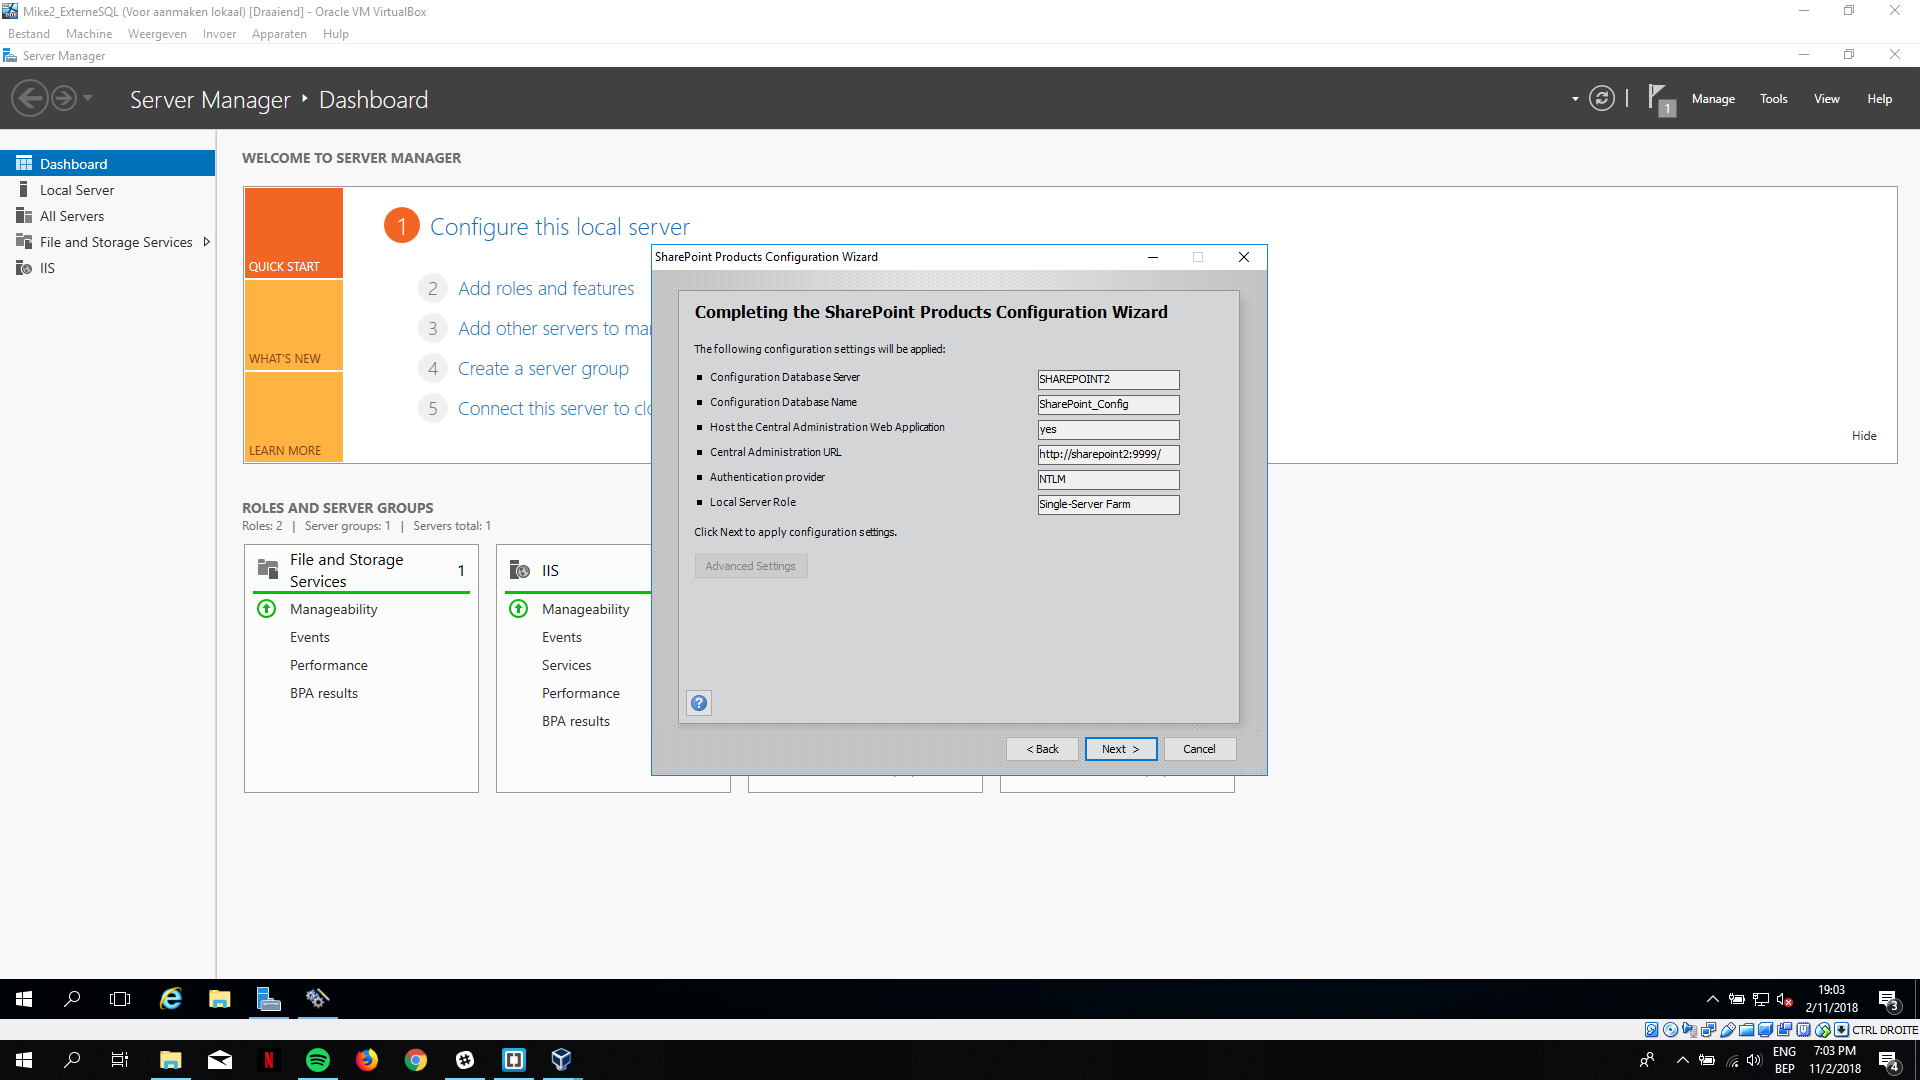 Mike2_ExterneSQL (Voor aanmaken lokaal) [Draaiend] - Oracle VM VirtualBox
Bestand Machine Weergeven Invoer Apparaten Hulp
Server Manager
Server Manager Dashboard
1
Manage Tools View Help
Dashboard
Local Server
All Servers
File and Storage Services
IIS
WELCOME TO SERVER MANAGER
QUICK START
WHAT'S NEW
LEARN MORE
1 Configure this local server
2 Add roles and features
3 Add other servers to
4 Create a server group
5 Connect this server to
Hide
SharePoint Products Configuration Wizard
Completing the SharePoint Products Configuration Wizard
The following configuration settings will be applied:
Configuration Database Server SHAREPOINT2
Configuration Database Name SharePoint_Config
Host the Central Administration Web Application yes
Central Administration URL http://sharepoint2:9999/
Authentication provider NTLM
Local Server Role Single-Server Farm
Click Next to apply configuration settings.
Advanced Settings
?
< Back Next > Cancel
ROLES AND SERVER GROUPS
Roles: 2 | Server groups: 1 | Servers total: 1
File and Storage
Services
1
Manageability
Events
Performance
BPA results
IIS
Manageability
Events
Services
Performance
BPA results
19:03
2/11/2018
3
CTRL DROITE
ENG
BEP
7:03 PM
11/2/2018
4